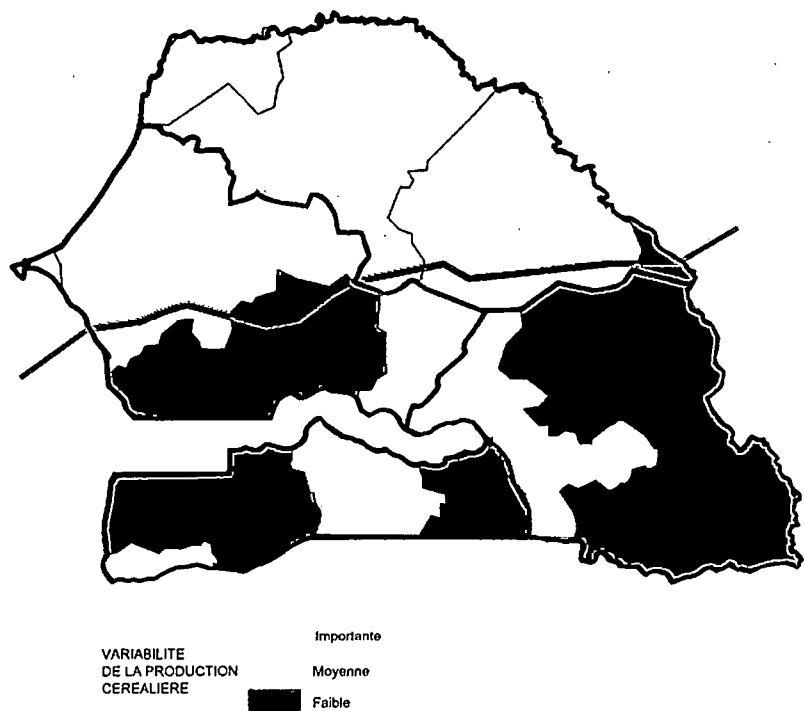 VARIABILITE
DE LA PRODUCTION
CEREALIERE
Importante
Moyenne
Faible